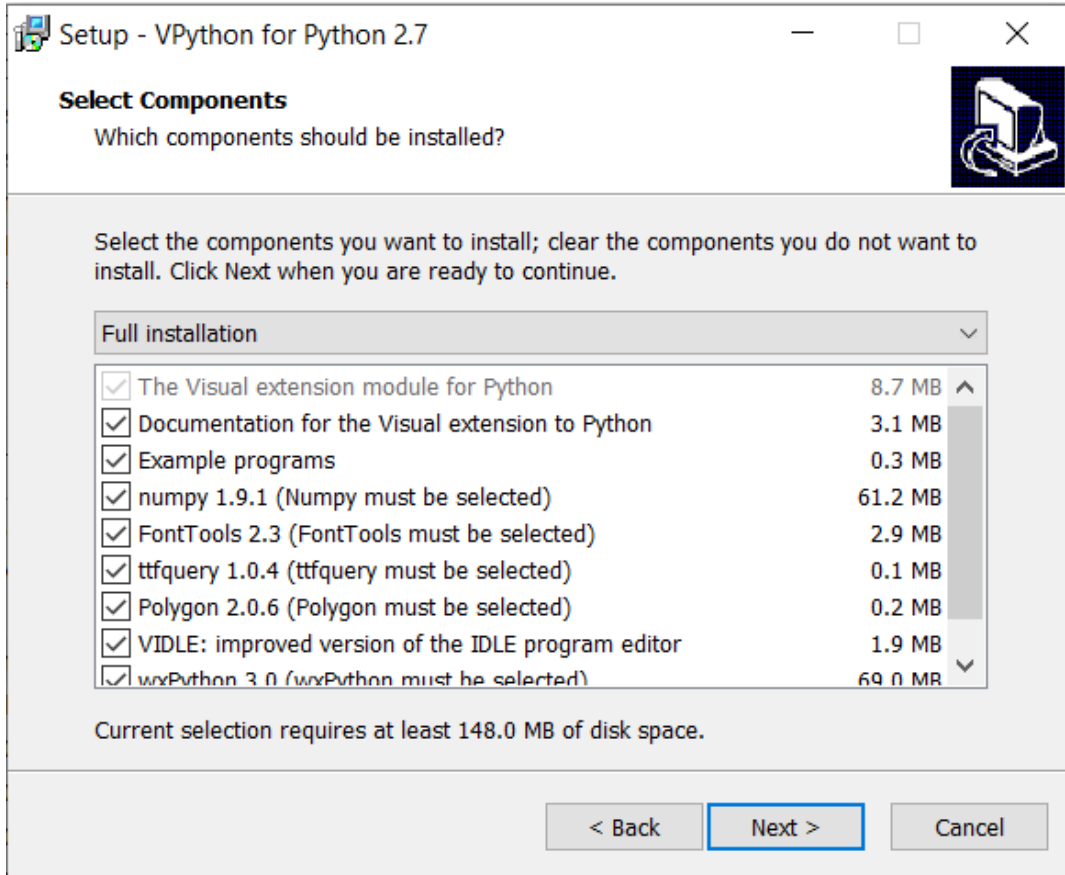 Setup - VPython for Python 2.7
Select Components
Which components should be installed?
Select the components you want to install; clear the components you do not want to
install. Click Next when you are ready to continue.
Full installation
The Visual extension module for Python 8.7 MB
Documentation for the Visual extension to Python 3.1 MB
Example programs 0.3 MB
numpy 1.9.1 (Numpy must be selected) 61.2 MB
FontTools 2.3 (FontTools must be selected) 2.9 MB
ttfquery 1.0.4 (ttfquery must be selected) 0.1 MB
Polygon 2.0.6 (Polygon must be selected) 0.2 MB
VIDLE: improved version of the IDLE program editor 1.9 MB
wxPython 3.0 (wxPython must be selected) 69.0 MB
Current selection requires at least 148.0 MB of disk space.
< Back Next > Cancel